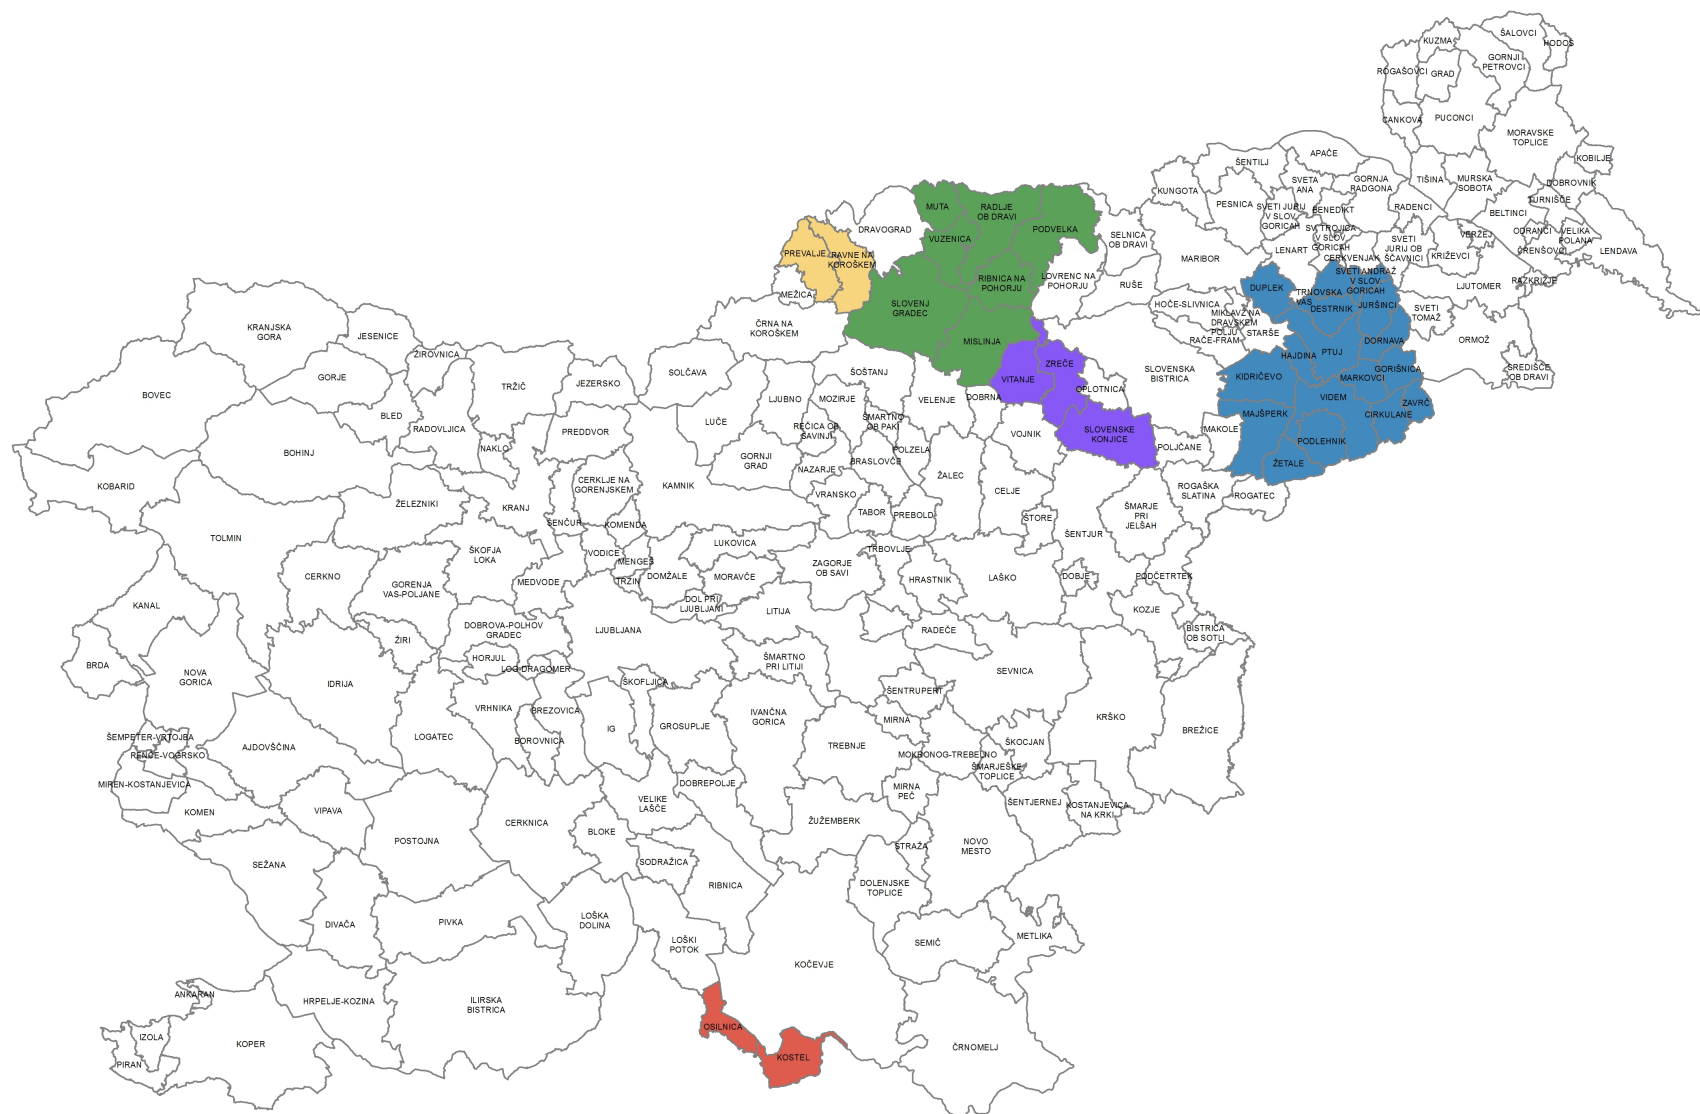 ŠALOVCI
KUZMA
HODOŠ
GORNJI
PETROVCI
ROGAŠOVCI
GRAD
CANKOVA
PUCONCI
MORAVSKE
TOPLICE
KOBILJE
APAČE
ŠENTILJ
SVETA
ANA
GORNJA
RADGONA
TIŠINA
MURSKA
SOBOTA
DOBROVNIK
TURNIŠČE
KUNGOTA
PESNICA
SVETI JURIJ
V SLOV.
GORICAH
BENEDIKT
RADENCI
BELTINCI
MUTA
RADLJE
OB DRAVI
PODVELKA
VUZENICA
DRAVOGRAD
SELNICA
OB DRAVI
MARIBOR
LENART
SV. TROJICA
V SLOV.
GORICAH
CERKVENJAK
SVETI
JURIJ OB
ŠČAVNICI
VERŽEJ
KRIŽEVCI
ODRANCI
VELIKA
POLANA
ČRENŠOVCI
LENDAVA
PREVALJE
RAVNE NA
KOROŠKEM
MEŽICA
RIBNICA NA
POHORJU
LOVRENC NA
POHORJU
RUŠE
DUPLEK
SVETI ANDRAŽ
V SLOV.
GORICAH
TRNOVSKA
VAS
DESTRNIK
JURŠINCI
LJUTOMER
RAZKRIŽJE
SLOVENJ
GRADEC
HOČE-SLIVNICA
MIKLAVŽ NA
DRAVSKEM
POLJU
STARŠE
RAČE-FRAM
SVETI
TOMAŽ
ORMOŽ
SREDIŠČE
OB DRAVI
KRANJSKA
GORA
JESENICE
ČRNA NA
KOROŠKEM
MISLINJA
DORNAVA
HAJDINA
PTUJ
ŽIROVNICA
GORJE
TRŽIČ
JEZERSKO
SOLČAVA
ŠOŠTANJ
VITANJE
ZREČE
SLOVENSKA
BISTRICA
KIDRIČEVO
MARKOVCI
GORIŠNICA
BOVEC
BLED
RADOVLJICA
LJUBNO
MOZIRJE
VELENJE
DOBRNA
OPLOTNICA
VIDEM
ZAVRČ
CIRKULANE
MAJŠPERK
PREDDVOR
LUČE
REČICA OB
SAVINJI
ŠMARTNO
OB PAKI
VOJNIK
SLOVENSKE
KONJICE
MAKOLE
PODLEHNIK
BOHINJ
NAKLO
GORNJI
GRAD
POLZELA
BRASLOVČE
POLJČANE
ŽETALE
KOBARID
CERKLJE NA
GORENJSKEM
KAMNIK
NAZARJE
ŽALEC
CELJE
ROGAŠKA
SLATINA
ROGATEC
ŽELEZNIKI
KRANJ
ŠENČUR
KOMENDA
VRANSKO
TABOR
PREBOLD
ŠTORE
ŠMARJE
PRI
JELŠAH
TOLMIN
ŠKOFJA
LOKA
VODICE
MENGEŠ
LUKOVICA
TRBOVLJE
ŠENTJUR
CERKNO
GORENJA
VAS-POLJANE
MEDVODE
TRZIN
DOMŽALE
MORAVČE
ZAGORJE
OB SAVI
HRASTNIK
LAŠKO
DOBJE
PODČETRTEK
KANAL
DOL PRI
LJUBLJANI
LITIJA
KOZJE
ŽIRI
DOBROVA-POLHOV
GRADEC
LJUBLJANA
RADEČE
BISTRICA
OB SOTLI
BRDA
NOVA
GORICA
IDRIJA
HORJUL
LOG-DRAGOMER
ŠKOFLJICA
ŠMARTNO
PRI LITIJI
SEVNICA
ŠENTRUPERT
VRHNIKA
BREZOVICA
IG
GROSUPLJE
IVANČNA
GORICA
MIRNA
KRŠKO
BREŽICE
ŠEMPETER-VRTOJBA
RENČE-VOGRSKO
AJDOVŠČINA
LOGATEC
BOROVNICA
TREBNJE
MOKRONOG-TREBELNO
ŠKOCJAN
ŠMARJEŠKE
TOPLICE
MIREN-KOSTANJEVICA
DOBREPOLJE
MIRNA
PEČ
KOMEN
VIPAVA
VELIKE
LAŠČE
ŠENTJERNEJ
KOSTANJEVICA
NA KRKI
POSTOJNA
CERKNICA
BLOKE
ŽUŽEMBERK
STRAŽA
NOVO
MESTO
SEŽANA
SODRAŽICA
RIBNICA
DOLENJSKE
TOPLICE
DIVAČA
PIVKA
LOŠKA
DOLINA
LOŠKI
POTOK
SEMIČ
METLIKA
KOČEVJE
ANKARAN
HRPELJE-KOZINA
ILIRSKA
BISTRICA
OSILNICA
IZOLA
KOPER
PIRAN
KOSTEL
ČRNOMELJ